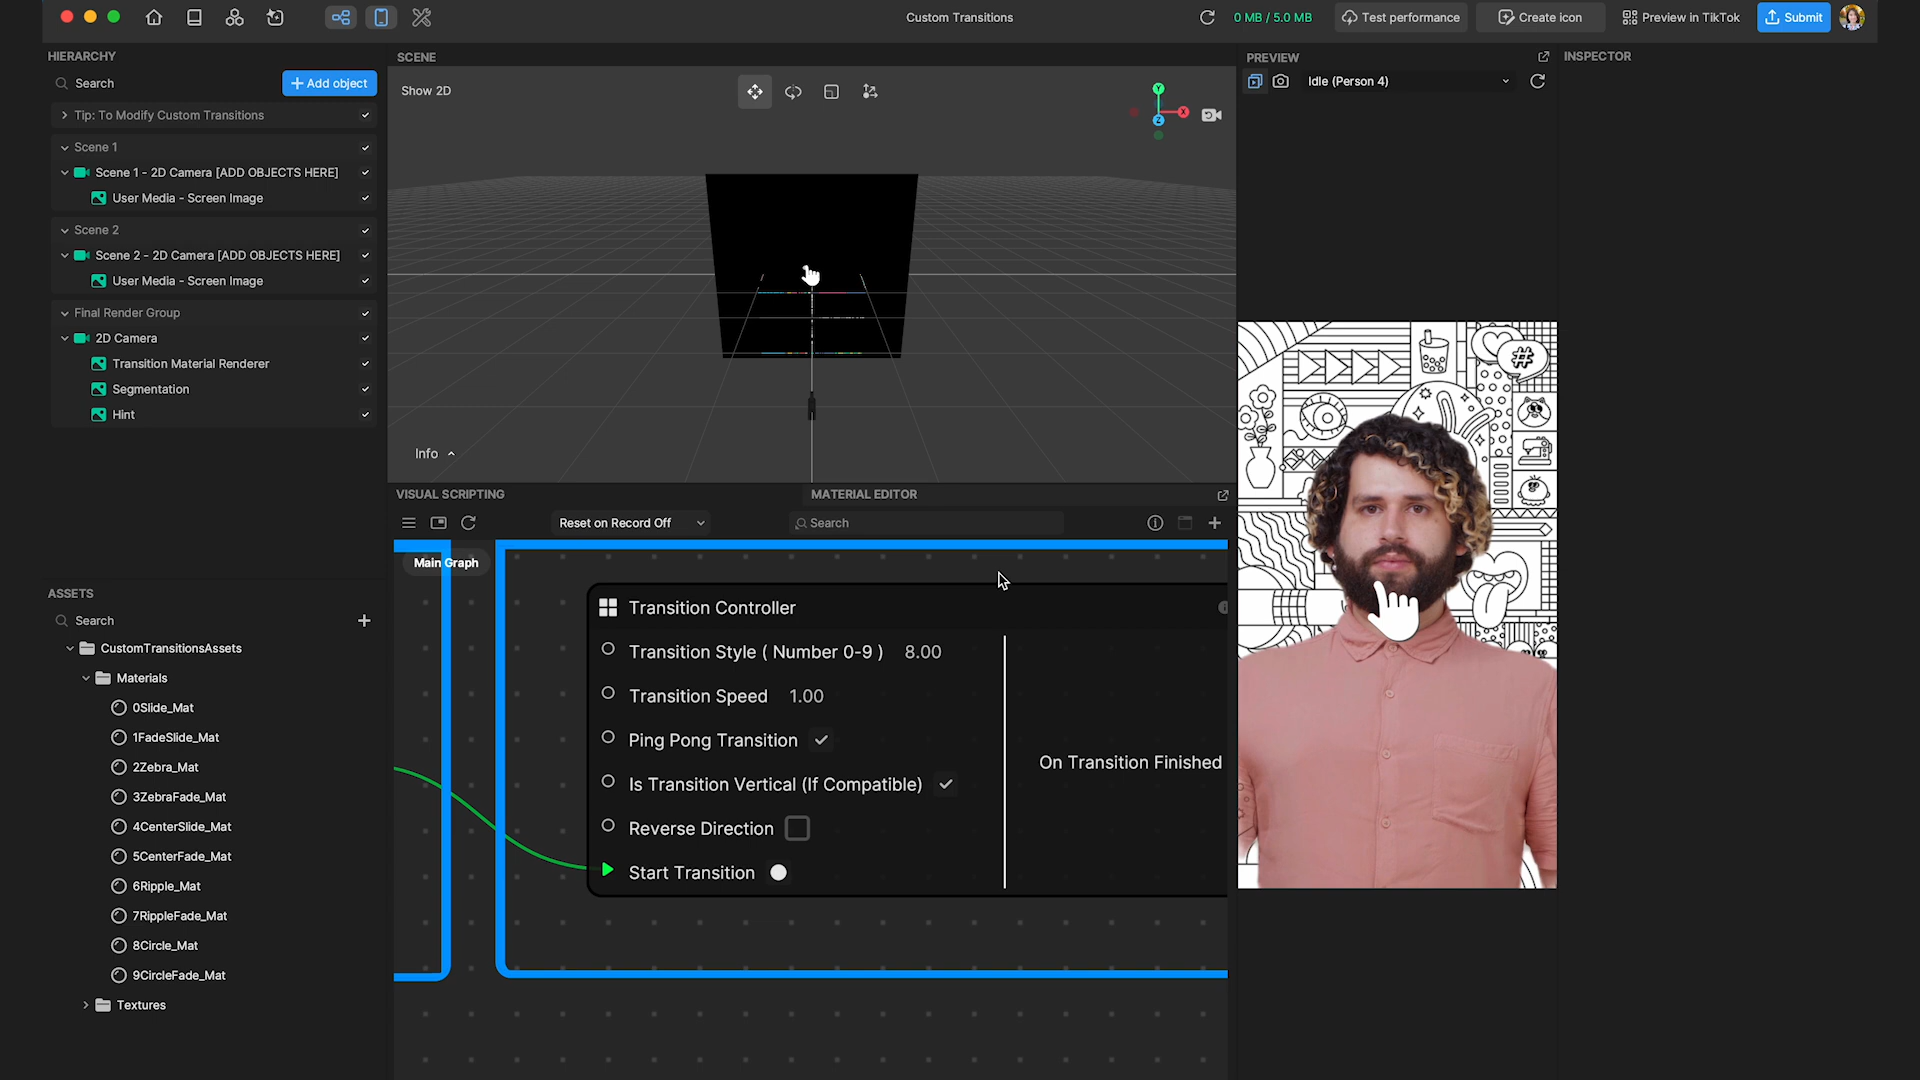 Custom Transitions
0 MB / 5.0 MB
Test performance
Create icon
Preview in TikTok
Submit
HIERARCHY
Search
Add object
Tip: To Modify Custom Transitions
Scene 1
Scene 1 - 2D Camera [ADD OBJECTS HERE]
User Media - Screen Image
Scene 2
Scene 2 - 2D Camera [ADD OBJECTS HERE]
User Media - Screen Image
Final Render Group
2D Camera
Transition Material Renderer
Segmentation
Hint
ASSETS
Search
CustomTransitionsAssets
Materials
0Slide_Mat
1FadeSlide_Mat
2Zebra_Mat
3ZebraFade_Mat
4CenterSlide_Mat
5CenterFade_Mat
6Ripple_Mat
7RippleFade_Mat
8Circle_Mat
9CircleFade_Mat
Textures
SCENE
Show 2D
Y
X
Z
Info
VISUAL SCRIPTING
MATERIAL EDITOR
Reset on Record Off
Search
Main Graph
Transition Controller
Transition Style ( Number 0-9 ) 8.00
Transition Speed 1.00
Ping Pong Transition
Is Transition Vertical (If Compatible)
Reverse Direction
Start Transition
On Transition Finished
PREVIEW
Idle (Person 4)
#
INSPECTOR